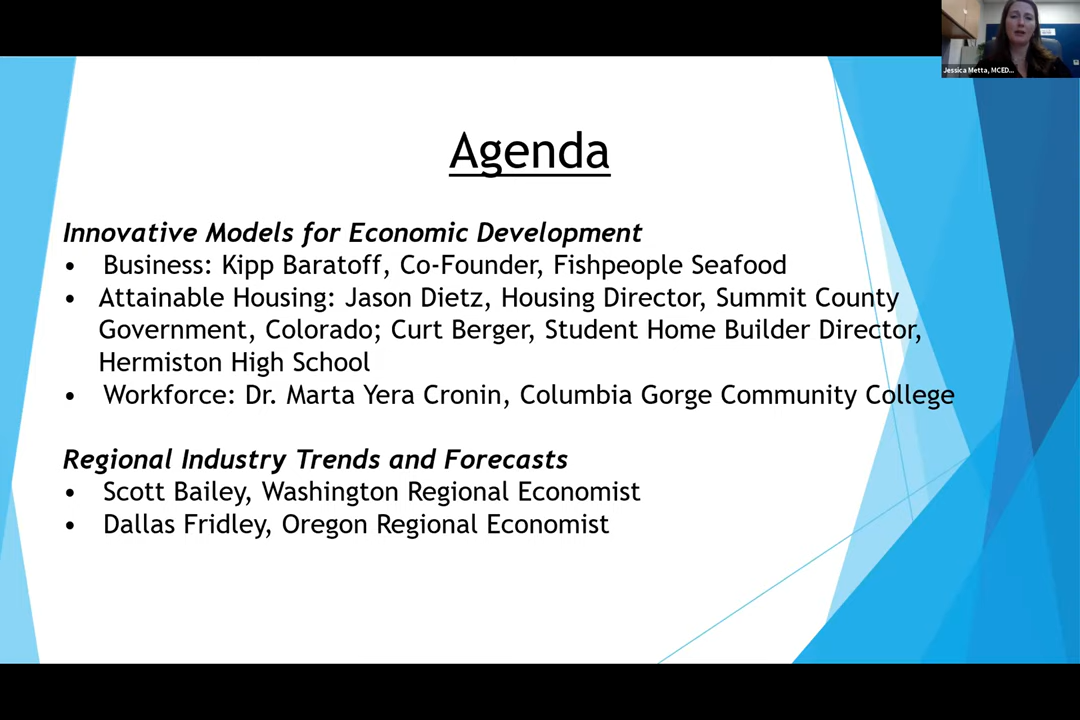 Jessica Metta, MCED...
Agenda
Innovative Models for Economic Development
• Business: Kipp Baratoff, Co-Founder, Fishpeople Seafood
• Attainable Housing: Jason Dietz, Housing Director, Summit County
Government, Colorado; Curt Berger, Student Home Builder Director,
Hermiston High School
• Workforce: Dr. Marta Yera Cronin, Columbia Gorge Community College
Regional Industry Trends and Forecasts
• Scott Bailey, Washington Regional Economist
• Dallas Fridley, Oregon Regional Economist